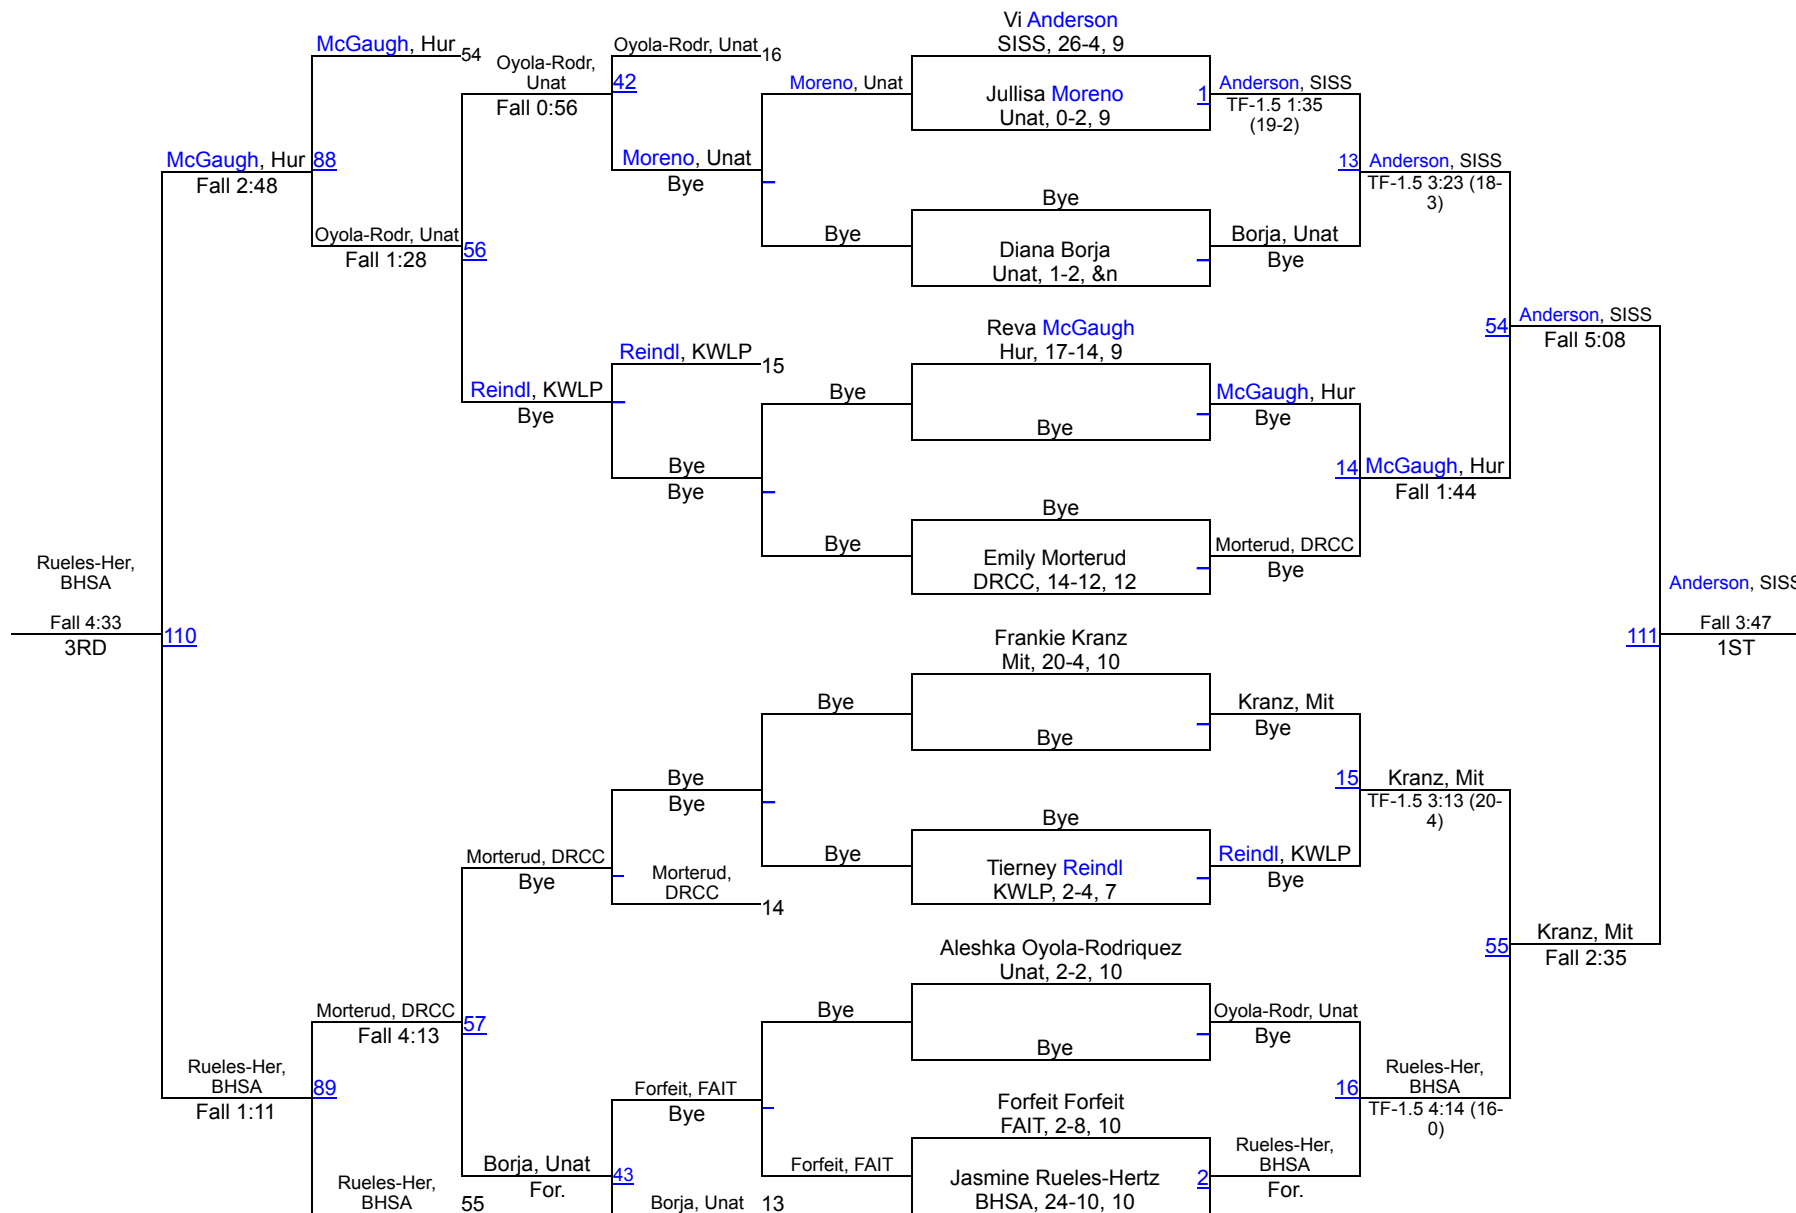 Vi Anderson
SISS, 26-4, 9
McGaugh, Hur
54
Oyola-Rodr, Unat
16
Oyola-Rodr,
Unat
42
Fall 0:56
Moreno, Unat
Jullisa Moreno
Unat, 0-2, 9
1
Anderson, SISS
TF-1.5 1:35
(19-2)
McGaugh, Hur
88
Fall 2:48
Moreno, Unat
Bye
13
Anderson, SISS
TF-1.5 3:23 (18-
3)
Bye
Oyola-Rodr, Unat
56
Fall 1:28
Bye
Diana Borja
Unat, 1-2, &n
Borja, Unat
Bye
Reva McGaugh
Hur, 17-14, 9
54
Anderson, SISS
Fall 5:08
Reindl, KWLP
15
Reindl, KWLP
Bye
Bye
McGaugh, Hur
Bye
Bye
Bye
Bye
14
McGaugh, Hur
Fall 1:44
Bye
Bye
Emily Morterud
DRCC, 14-12, 12
Morterud, DRCC
Bye
Rueles-Her,
BHSA
Fall 4:33
3RD
110
Anderson, SISS
Fall 3:47
1ST
111
Frankie Kranz
Mit, 20-4, 10
Bye
Kranz, Mit
Bye
Bye
Bye
Bye
15
Kranz, Mit
TF-1.5 3:13 (20-
4)
Bye
Morterud, DRCC
Bye
Bye
Tierney Reindl
KWLP, 2-4, 7
Reindl, KWLP
Bye
Morterud,
DRCC
14
55
Kranz, Mit
Fall 2:35
Aleshka Oyola-Rodriquez
Unat, 2-2, 10
Morterud, DRCC
57
Fall 4:13
Bye
Oyola-Rodr, Unat
Bye
Bye
Rueles-Her,
BHSA
89
Fall 1:11
Forfeit, FAIT
Bye
Forfeit Forfeit
FAIT, 2-8, 10
16
Rueles-Her,
BHSA
TF-1.5 4:14 (16-
0)
Borja, Unat
43
For.
Forfeit, FAIT
Jasmine Rueles-Hertz
BHSA, 24-10, 10
2
Rueles-Her,
BHSA
For.
Rueles-Her,
BHSA
55
Borja, Unat
13